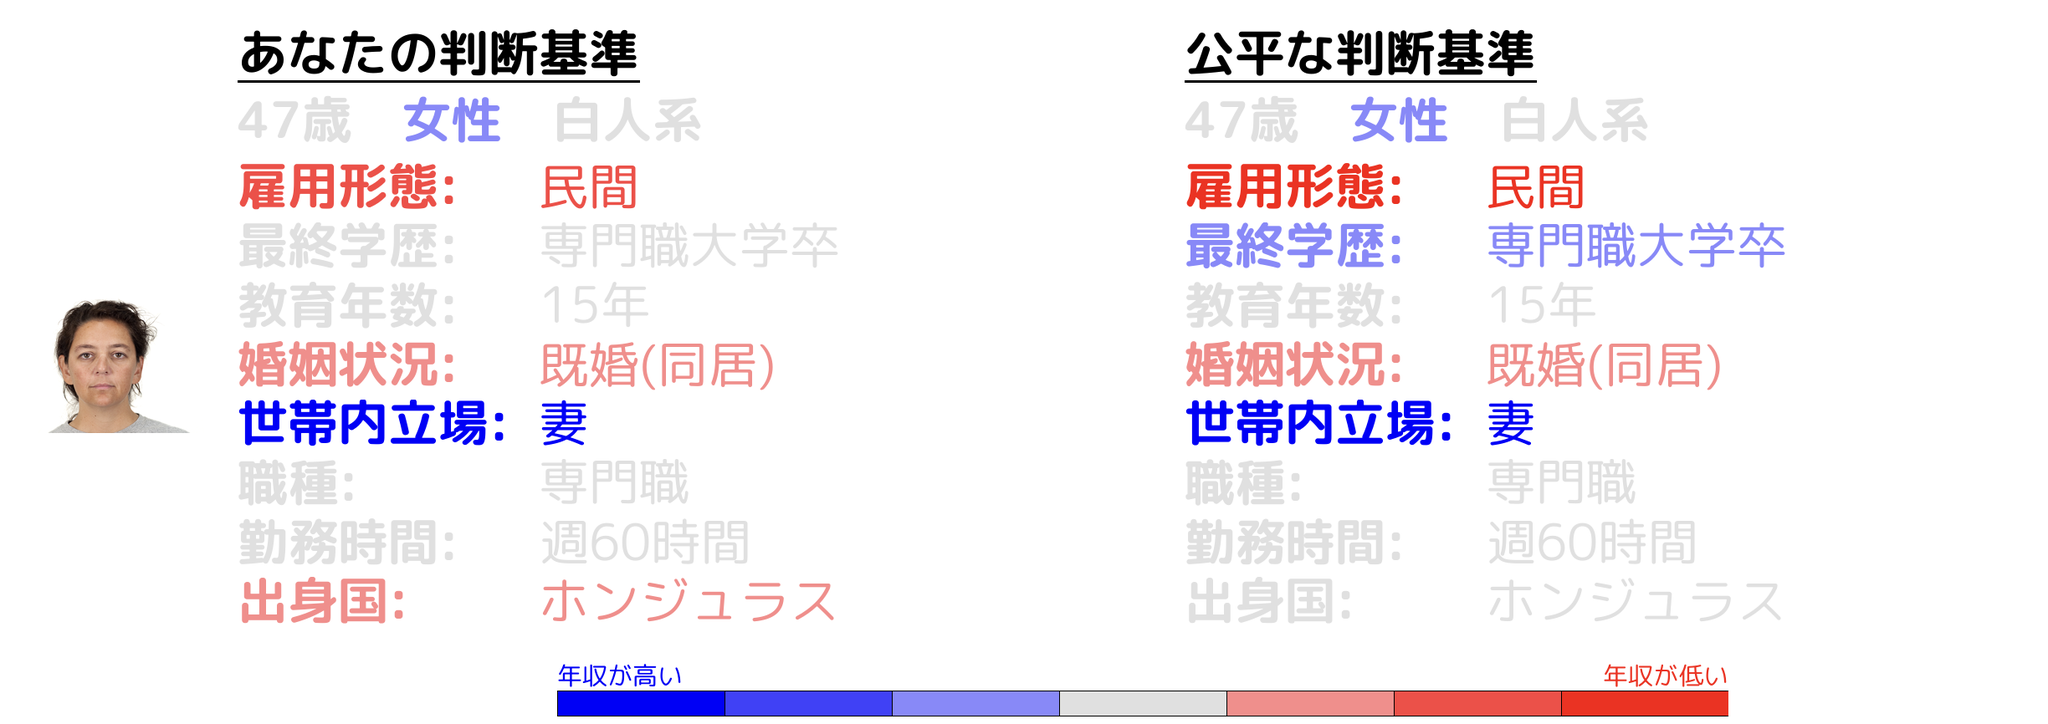 あなたの判断基準
47歳 女性 白人系
雇用形態: 民間
最終学歴: 専門職大学卒
教育年数: 15年
婚姻状況: 既婚(同居)
世帯内立場: 妻
職種: 専門職
勤務時間: 週60時間
出身国: ホンジュラス
公平な判断基準
47歳 女性 白人系
雇用形態: 民間
最終学歴: 専門職大学卒
教育年数: 15年
婚姻状況: 既婚(同居)
世帯内立場: 妻
職種: 専門職
勤務時間: 週60時間
出身国: ホンジュラス
年収が高い
年収が低い